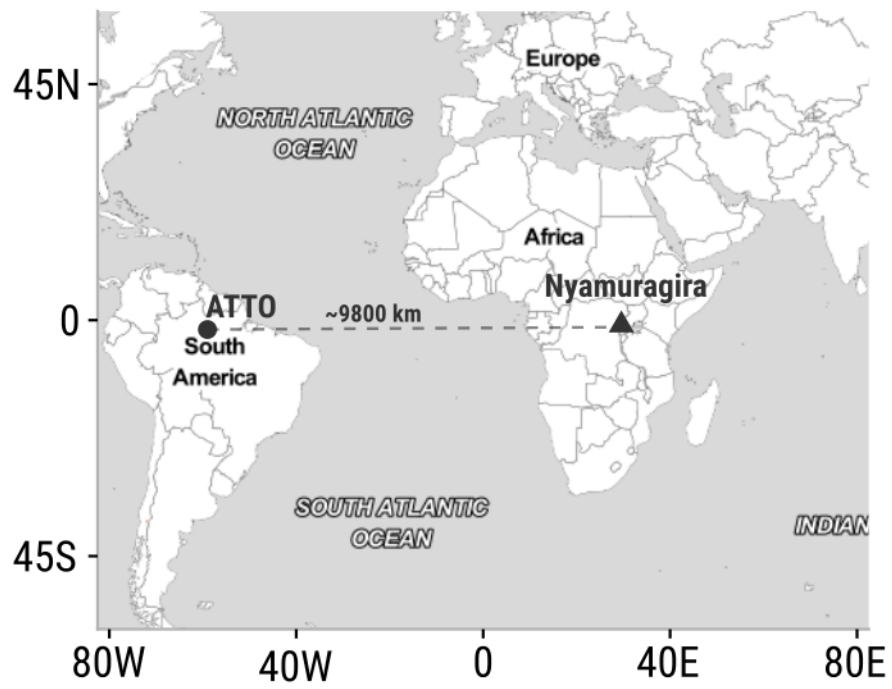 45N
Europe
NORTH ATLANTIC
OCEAN
Africa
Nyamuragira
ATTO
~9800 km
0
South
America
SOUTH ATLANTIC
OCEAN
INDIAN
45S
80W
40W
0
40E
80E